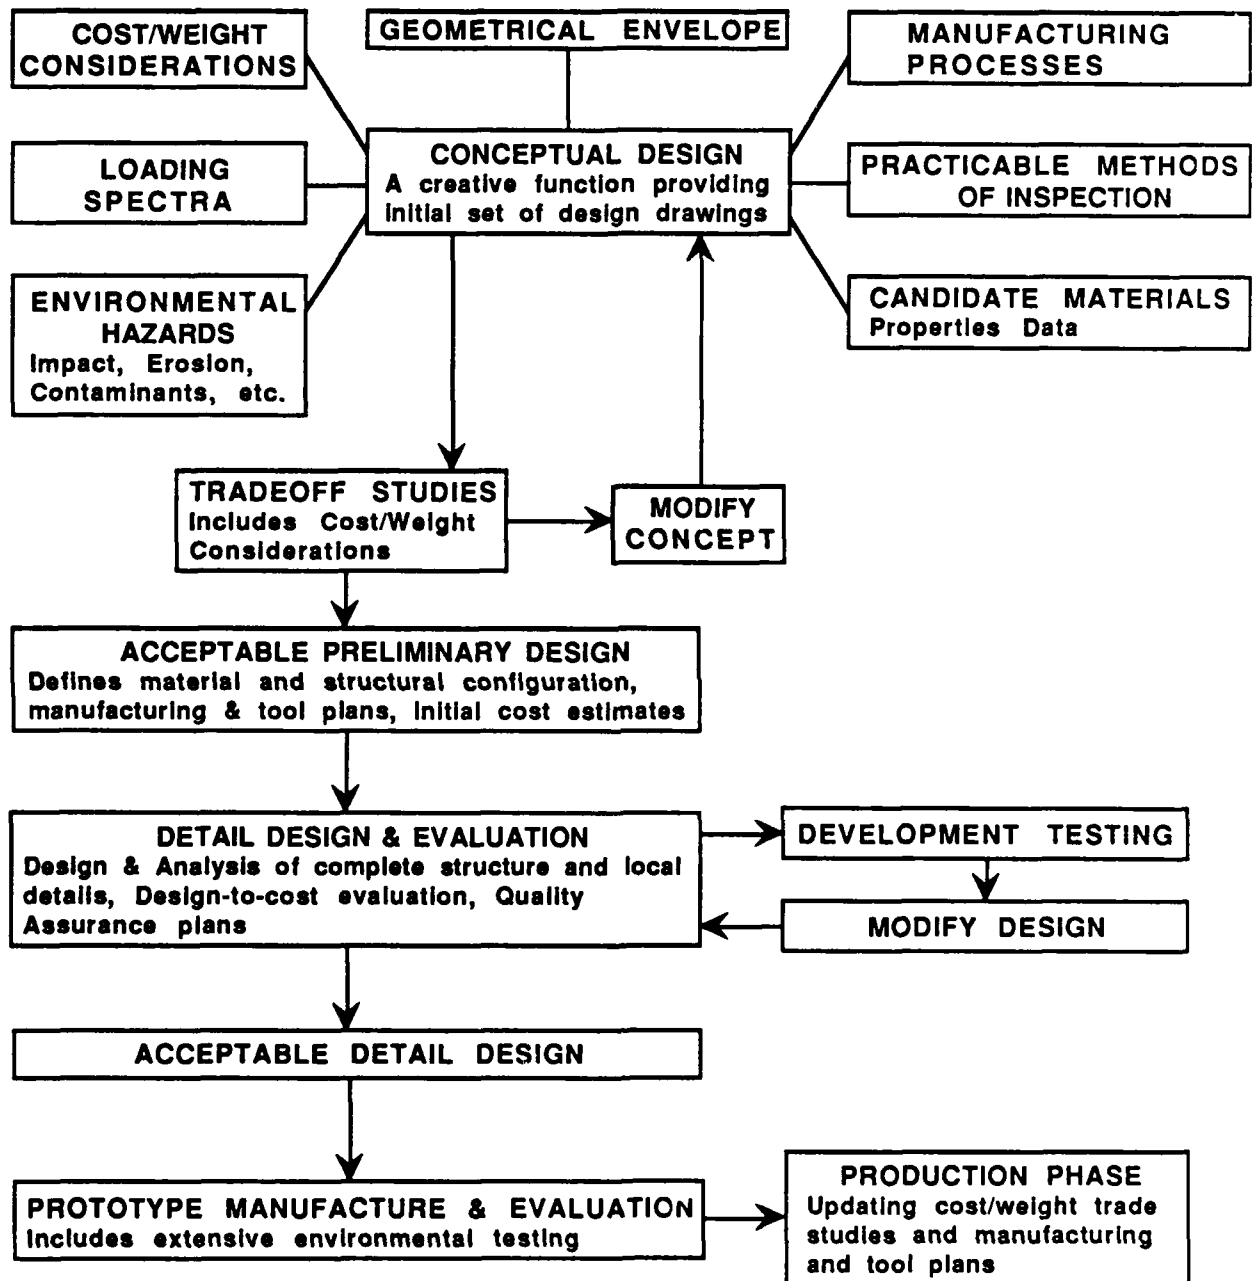 COST/WEIGHT
CONSIDERATIONS
GEOMETRICAL ENVELOPE
MANUFACTURING
PROCESSES
LOADING
SPECTRA
CONCEPTUAL DESIGN
A creative function providing
initial set of design drawings
PRACTICABLE METHODS
OF INSPECTION
ENVIRONMENTAL
HAZARDS
Impact, Erosion,
Contaminants, etc.
CANDIDATE MATERIALS
Properties Data
TRADEOFF STUDIES
Includes Cost/Weight
Considerations
MODIFY
CONCEPT
ACCEPTABLE PRELIMINARY DESIGN
Defines material and structural configuration,
manufacturing & tool plans, initial cost estimates
DETAIL DESIGN & EVALUATION
Design & Analysis of complete structure and local
details, Design-to-cost evaluation, Quality
Assurance plans
DEVELOPMENT TESTING
MODIFY DESIGN
ACCEPTABLE DETAIL DESIGN
PROTOTYPE MANUFACTURE & EVALUATION
Includes extensive environmental testing
PRODUCTION PHASE
Updating cost/weight trade
studies and manufacturing
and tool plans